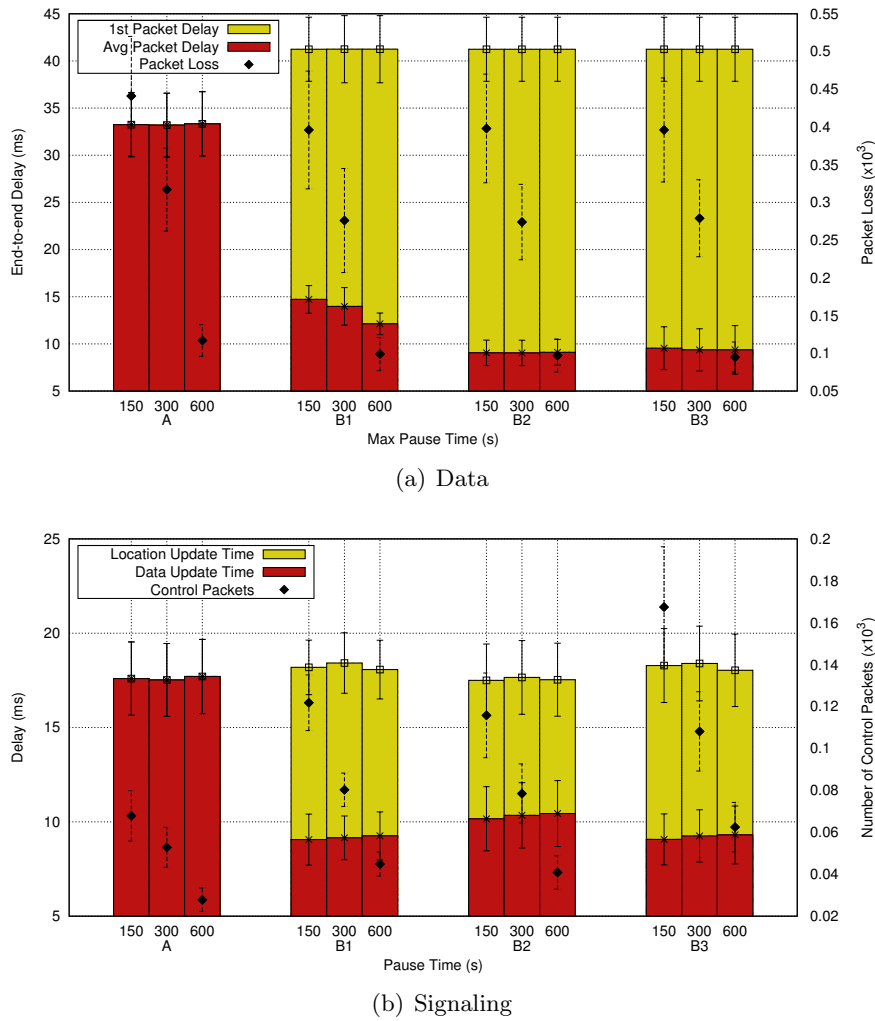 1st Packet Delay
Avg Packet Delay
Packet Loss
End-to-end Delay (ms)
45
40
35
30
25
20
15
10
5
Packet Loss (x10³)
0.55
0.5
0.45
0.4
0.35
0.3
0.25
0.2
0.15
0.1
0.05
150 300 600 150 300 600 150 300 600 150 300 600
A B1 B2 B3
Max Pause Time (s)
(a) Data
Location Update Time
Data Update Time
Control Packets
Delay (ms)
25
20
15
10
5
Number of Control Packets (x10³)
0.2
0.18
0.16
0.14
0.12
0.1
0.08
0.06
0.04
0.02
150 300 600 150 300 600 150 300 600 150 300 600
A B1 B2 B3
Pause Time (s)
(b) Signaling